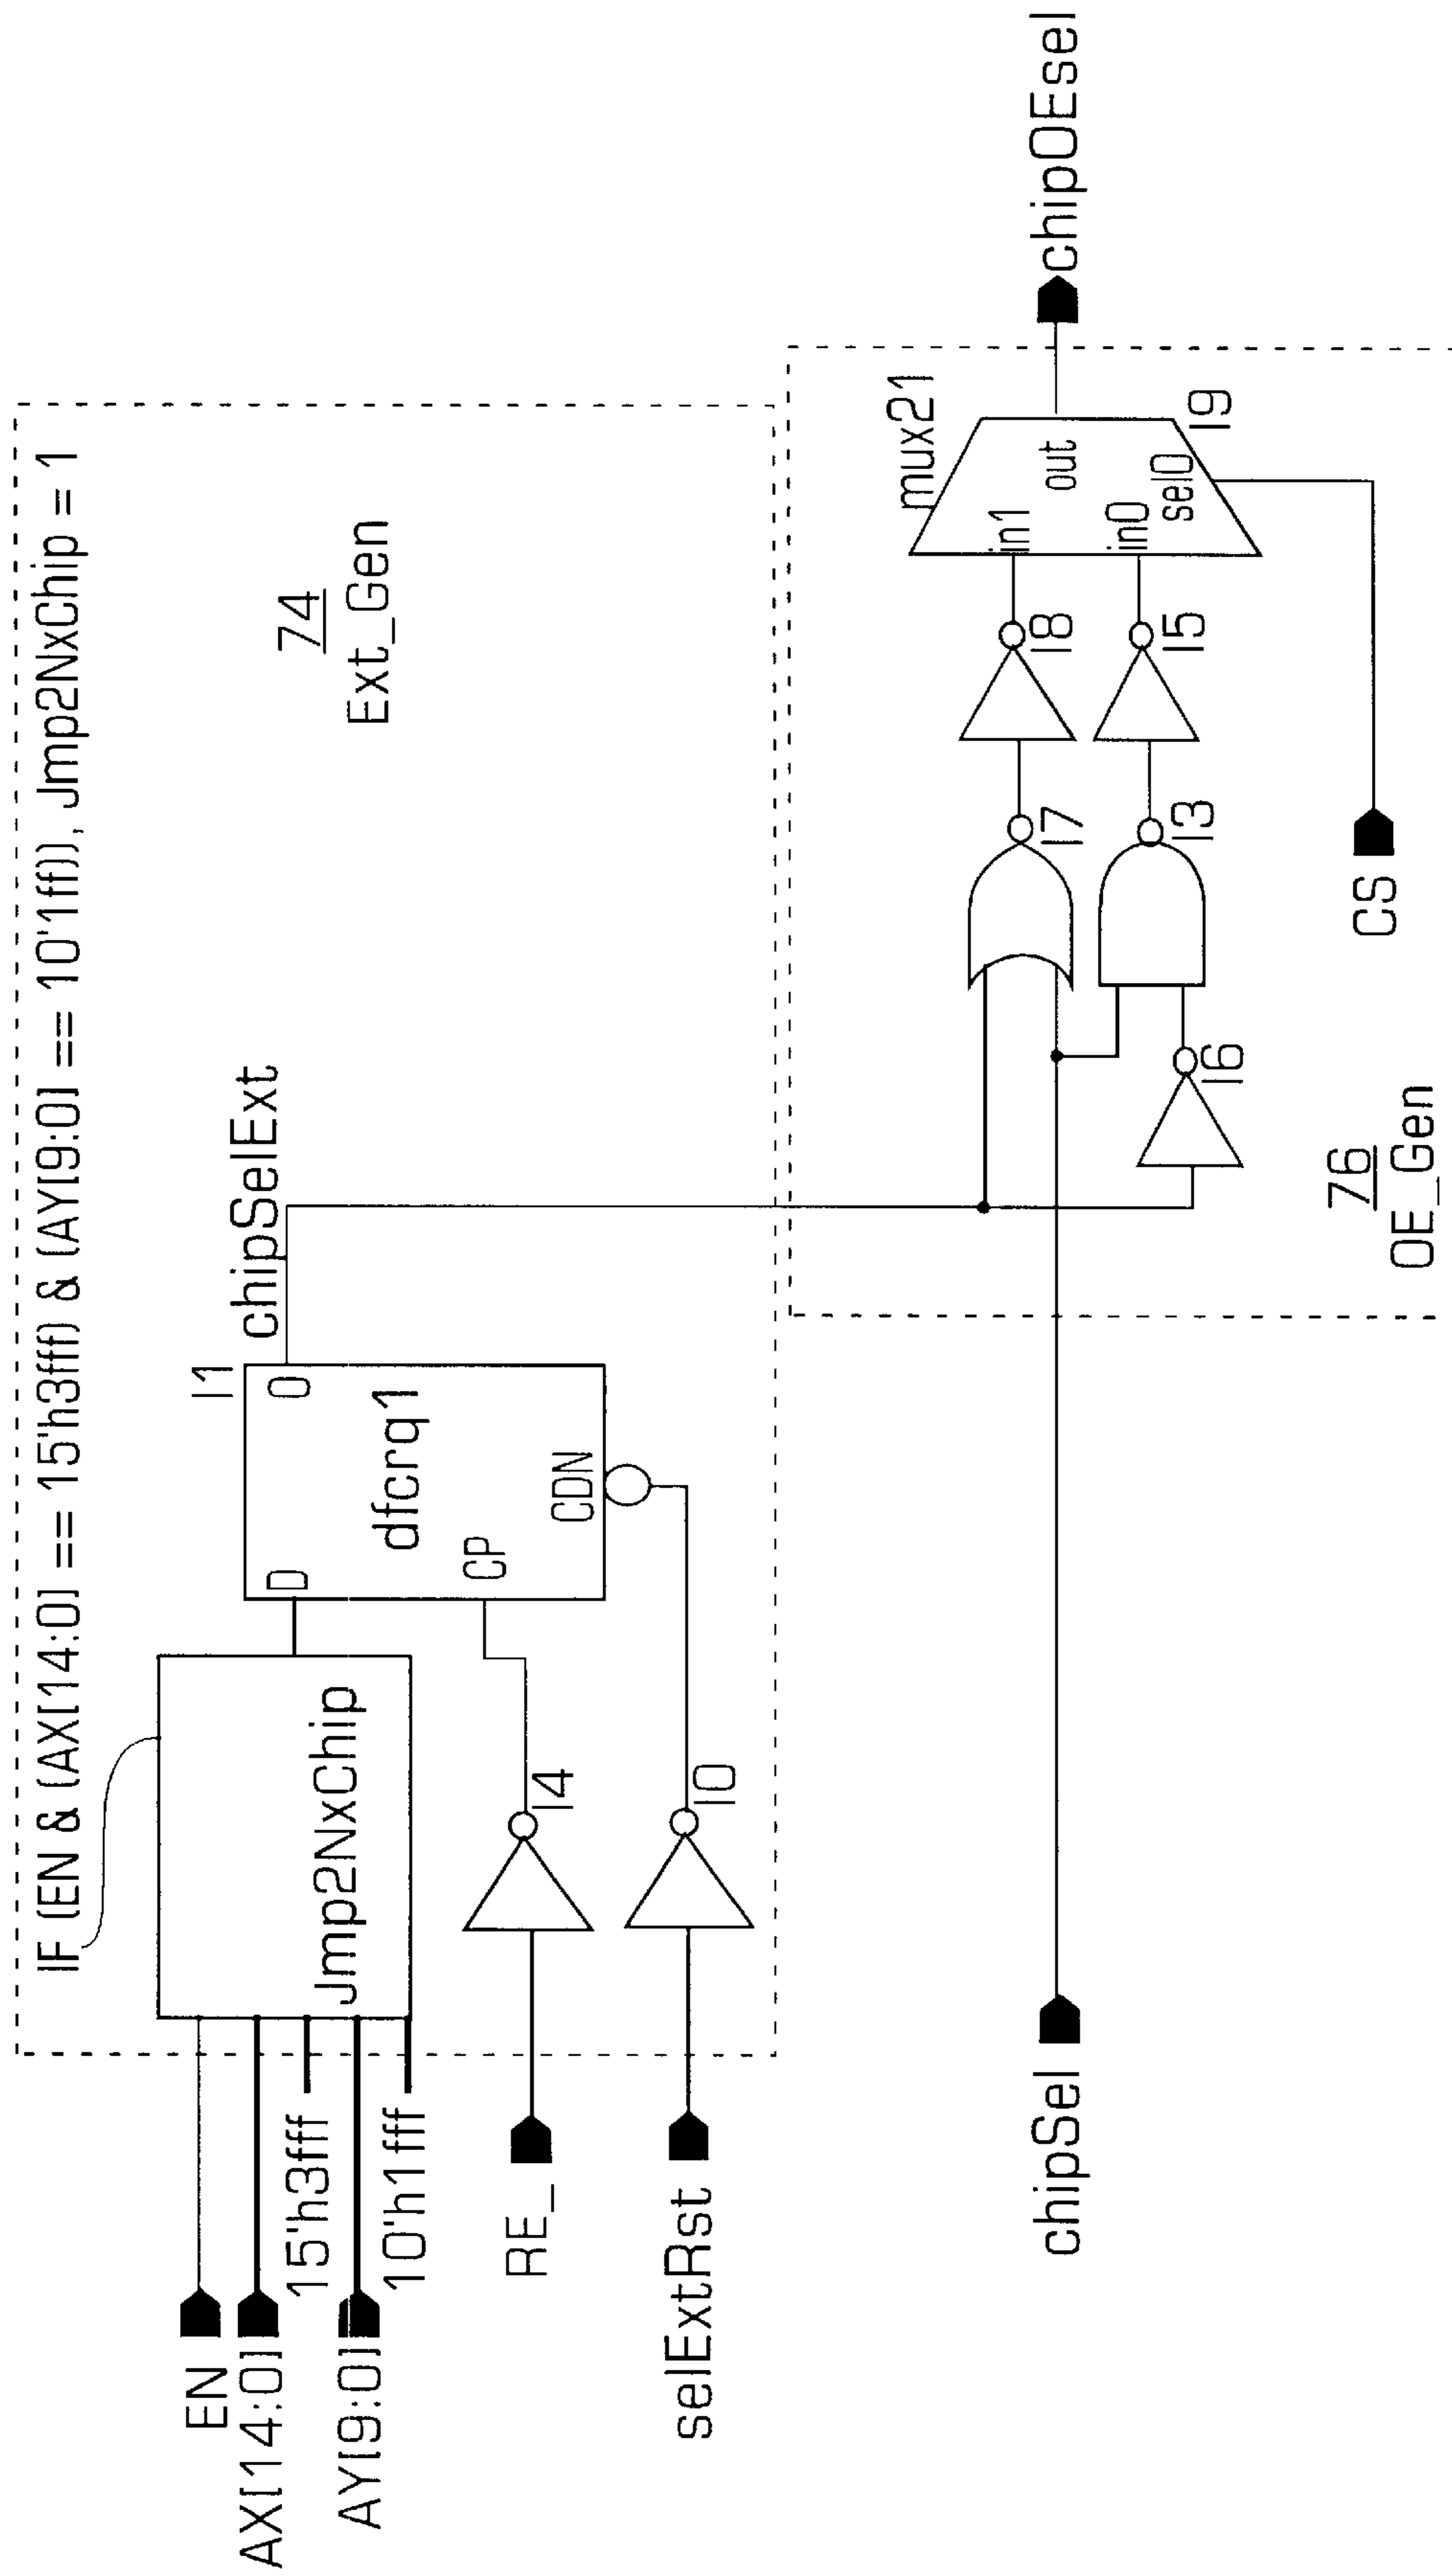 IF (EN & (AX[14:0] == 15'h3fff) & (AY[9:0] == 10'1ff)), Jmp2NxChip = 1
74
Ext_Gen
EN
AX[14:0]
15'h3fff
AY[9:0]
10'h1fff
Jmp2NxChip
I1
D
O
dfcrq1
CP
CDN
chipSelExt
RE_
I4
selExtRst
I0
chipSel
I7
I8
I6
I3
I5
mux21
in1
in0
out
sel0
I9
chipOEsel
CS
76
OE_Gen